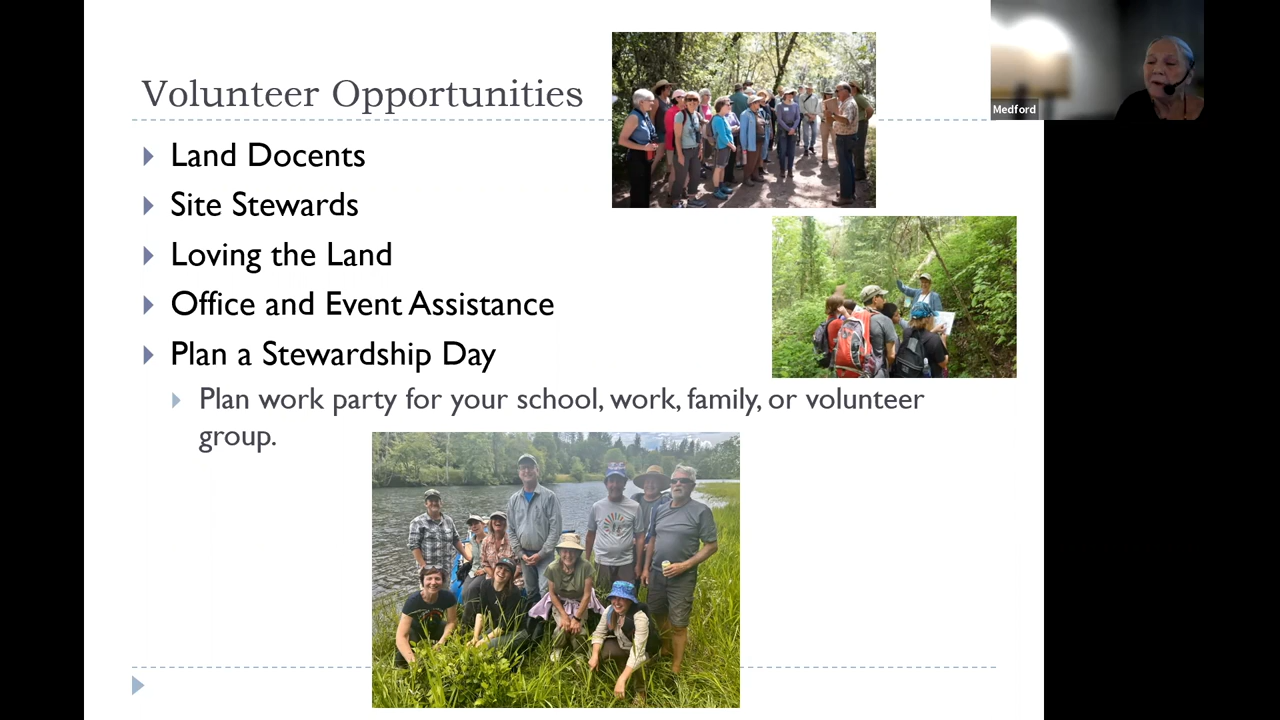 Volunteer Opportunities
Medford
Land Docents
Site Stewards
Loving the Land
Office and Event Assistance
Plan a Stewardship Day
Plan work party for your school, work, family, or volunteer
group.